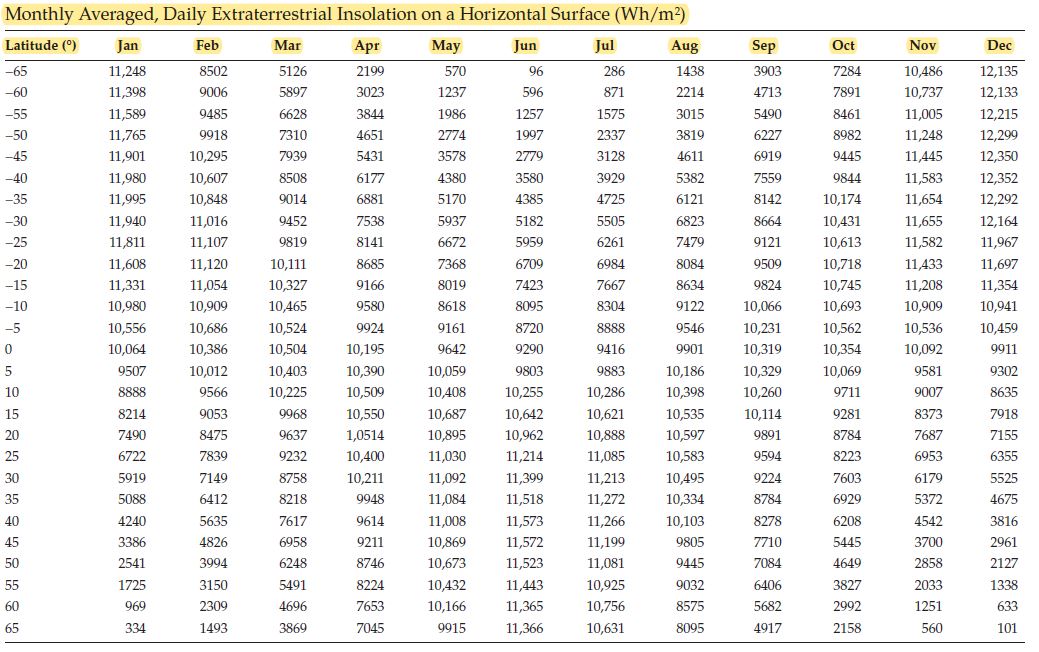 Monthly Averaged, Daily Extraterrestrial Insolation on a Horizontal Surface (Wh/m²)
Latitude (°) Jan Feb Mar Apr May Jun Jul Aug Sep Oct Nov Dec
−65 11,248 8502 5126 2199 570 96 286 1438 3903 7284 10,486 12,135
−60 11,398 9006 5897 3023 1237 596 871 2214 4713 7891 10,737 12,133
−55 11,589 9485 6628 3844 1986 1257 1575 3015 5490 8461 11,005 12,215
−50 11,765 9918 7310 4651 2774 1997 2337 3819 6227 8982 11,248 12,299
−45 11,901 10,295 7939 5431 3578 2779 3128 4611 6919 9445 11,445 12,350
−40 11,980 10,607 8508 6177 4380 3580 3929 5382 7559 9844 11,583 12,352
−35 11,995 10,848 9014 6881 5170 4385 4725 6121 8142 10,174 11,654 12,292
−30 11,940 11,016 9452 7538 5937 5182 5505 6823 8664 10,431 11,655 12,164
−25 11,811 11,107 9819 8141 6672 5959 6261 7479 9121 10,613 11,582 11,967
−20 11,608 11,120 10,111 8685 7368 6709 6984 8084 9509 10,718 11,433 11,697
−15 11,331 11,054 10,327 9166 8019 7423 7667 8634 9824 10,745 11,208 11,354
−10 10,980 10,909 10,465 9580 8618 8095 8304 9122 10,066 10,693 10,909 10,941
−5 10,556 10,686 10,524 9924 9161 8720 8888 9546 10,231 10,562 10,536 10,459
0 10,064 10,386 10,504 10,195 9642 9290 9416 9901 10,319 10,354 10,092 9911
5 9507 10,012 10,403 10,390 10,059 9803 9883 10,186 10,329 10,069 9581 9302
10 8888 9566 10,225 10,509 10,408 10,255 10,286 10,398 10,260 9711 9007 8635
15 8214 9053 9968 10,550 10,687 10,642 10,621 10,535 10,114 9281 8373 7918
20 7490 8475 9637 1,0514 10,895 10,962 10,888 10,597 9891 8784 7687 7155
25 6722 7839 9232 10,400 11,030 11,214 11,085 10,583 9594 8223 6953 6355
30 5919 7149 8758 10,211 11,092 11,399 11,213 10,495 9224 7603 6179 5525
35 5088 6412 8218 9948 11,084 11,518 11,272 10,334 8784 6929 5372 4675
40 4240 5635 7617 9614 11,008 11,573 11,266 10,103 8278 6208 4542 3816
45 3386 4826 6958 9211 10,869 11,572 11,199 9805 7710 5445 3700 2961
50 2541 3994 6248 8746 10,673 11,523 11,081 9445 7084 4649 2858 2127
55 1725 3150 5491 8224 10,432 11,443 10,925 9032 6406 3827 2033 1338
60 969 2309 4696 7653 10,166 11,365 10,756 8575 5682 2992 1251 633
65 334 1493 3869 7045 9915 11,366 10,631 8095 4917 2158 560 101